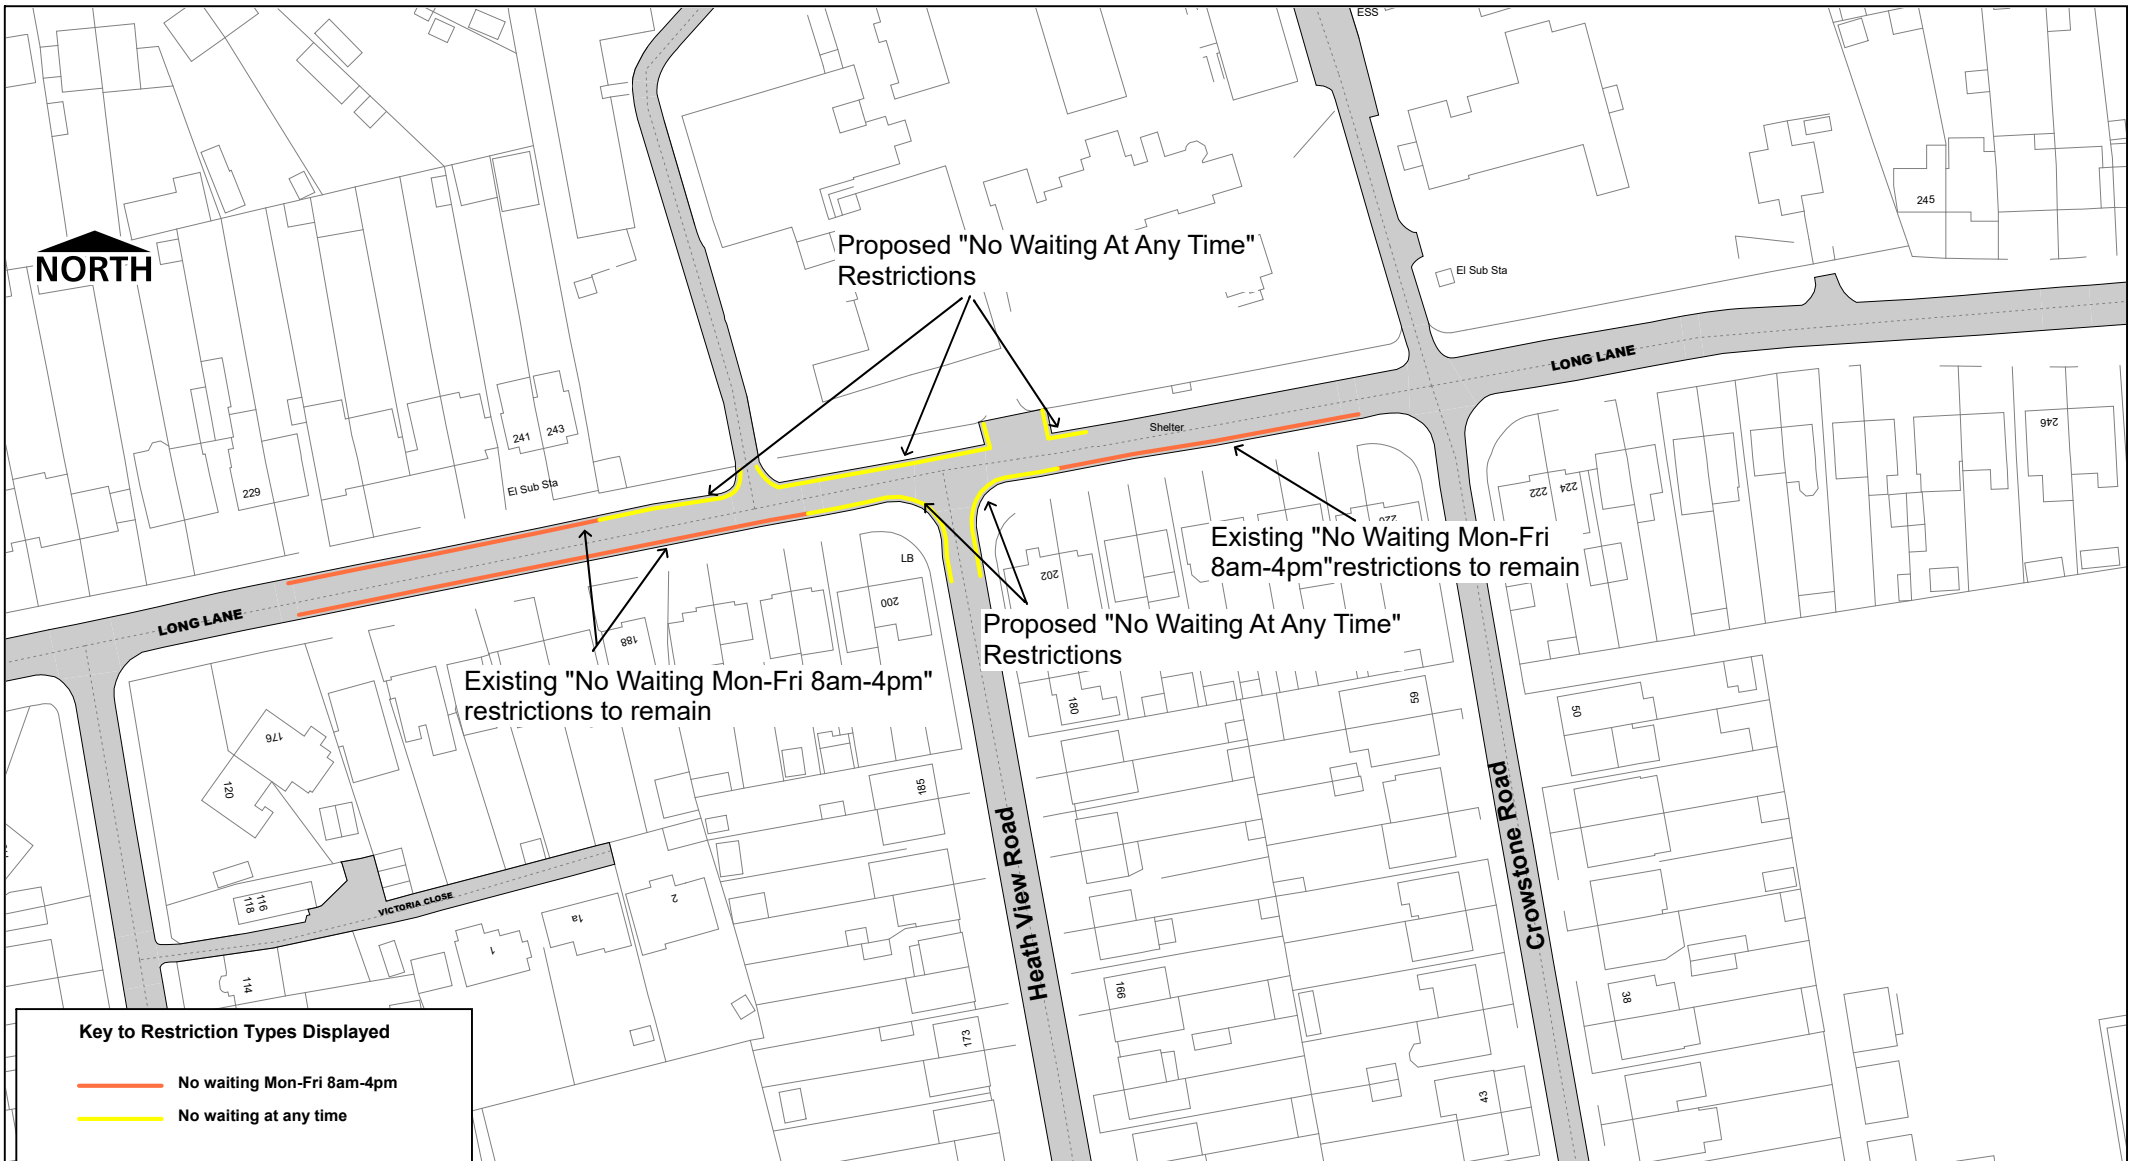 ESS
245
NORTH
Proposed "No Waiting At Any Time"
Restrictions
El Sub Sta
LONG LANE
241
243
Shelter
246
229
El Sub Sta
222
224
Existing "No Waiting Mon-Fri
8am-4pm"restrictions to remain
LB
202
200
LONG LANE
188
Proposed "No Waiting At Any Time"
Restrictions
Existing "No Waiting Mon-Fri 8am-4pm"
restrictions to remain
180
59
50
176
120
185
Heath View Road
Crowstone Road
118
116
VICTORIA CLOSE
1
1a
2
114
166
38
173
43
Key to Restriction Types Displayed
No waiting Mon-Fri 8am-4pm
No waiting at any time